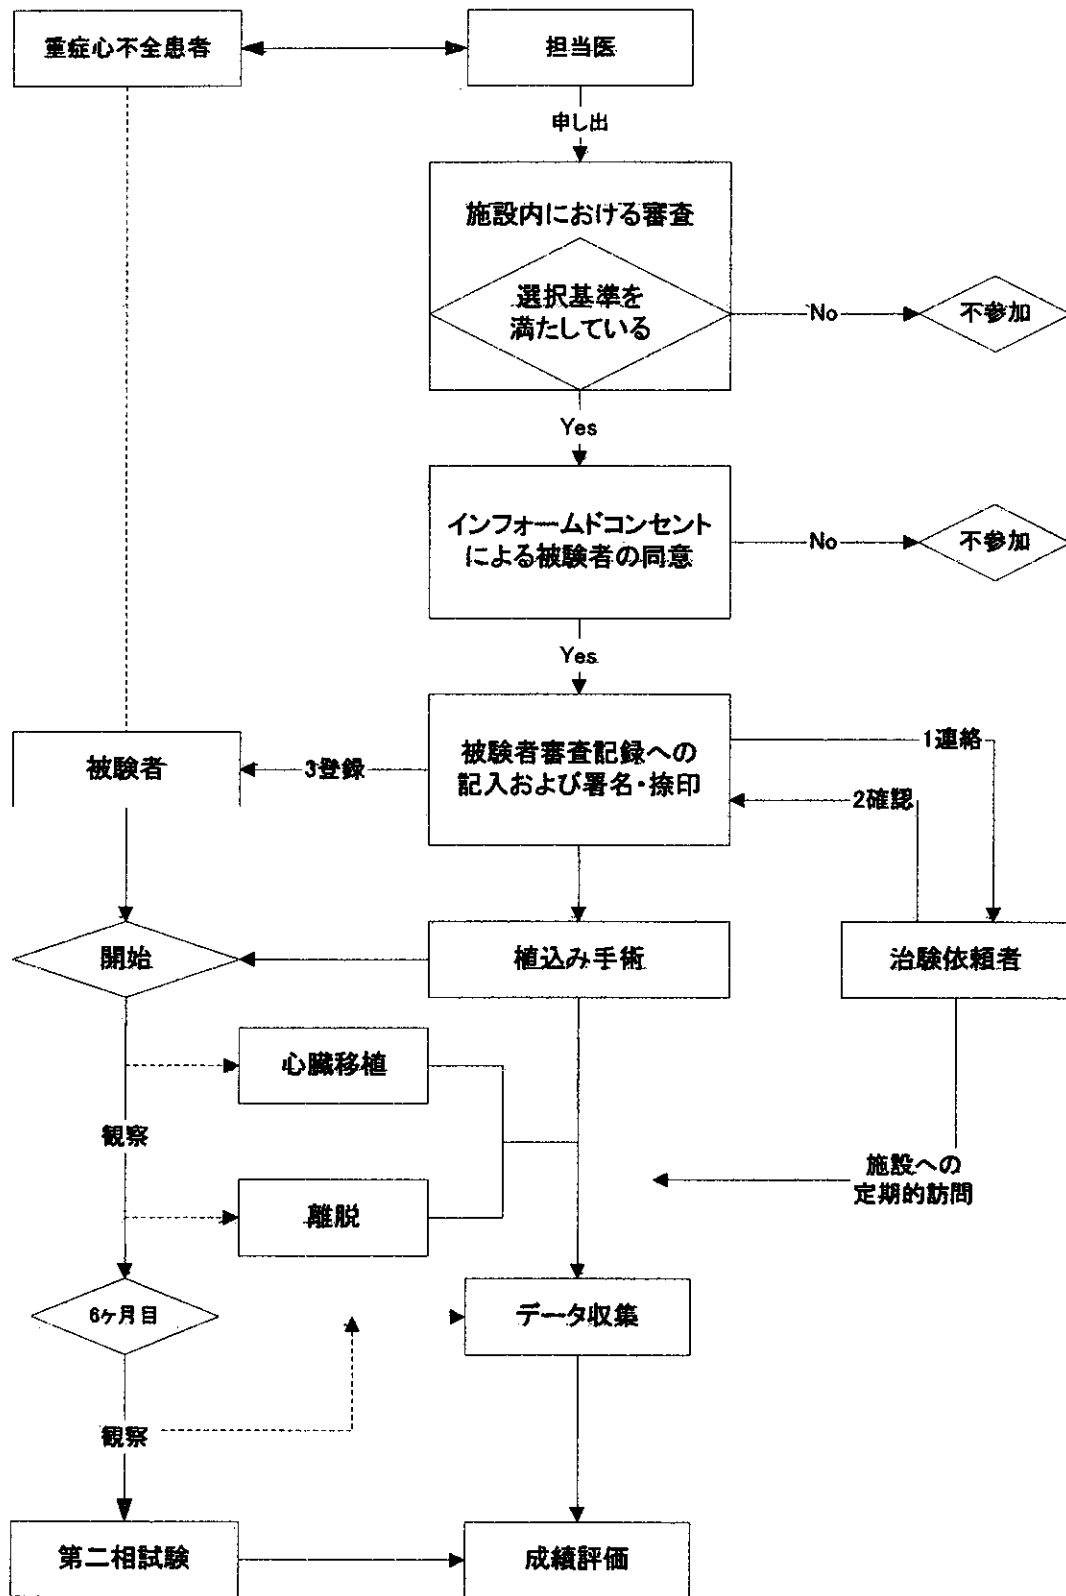 重症心不全患者
担当医
申し出
施設内における審査
選択基準を
満たしている
No
不参加
Yes
インフォームドコンセント
による被験者の同意
No
不参加
Yes
被験者審査記録への
記入および署名・捺印
1連絡
2確認
3登録
被験者
開始
植込み手術
治験依頼者
心臓移植
観察
離脱
施設への
定期的訪問
6ヶ月目
データ収集
観察
第二相試験
成績評価